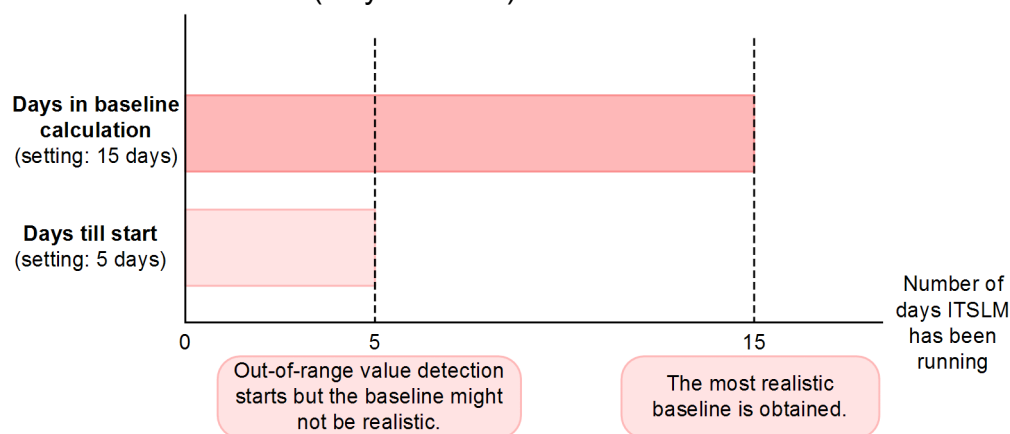 Days in baseline
calculation
(setting: 15 days)
Days till start
(setting: 5 days)
Number of
days ITSLM
has been
running
0
5
15
Out-of-range value detection
starts but the baseline might
not be realistic.
The most realistic
baseline is obtained.